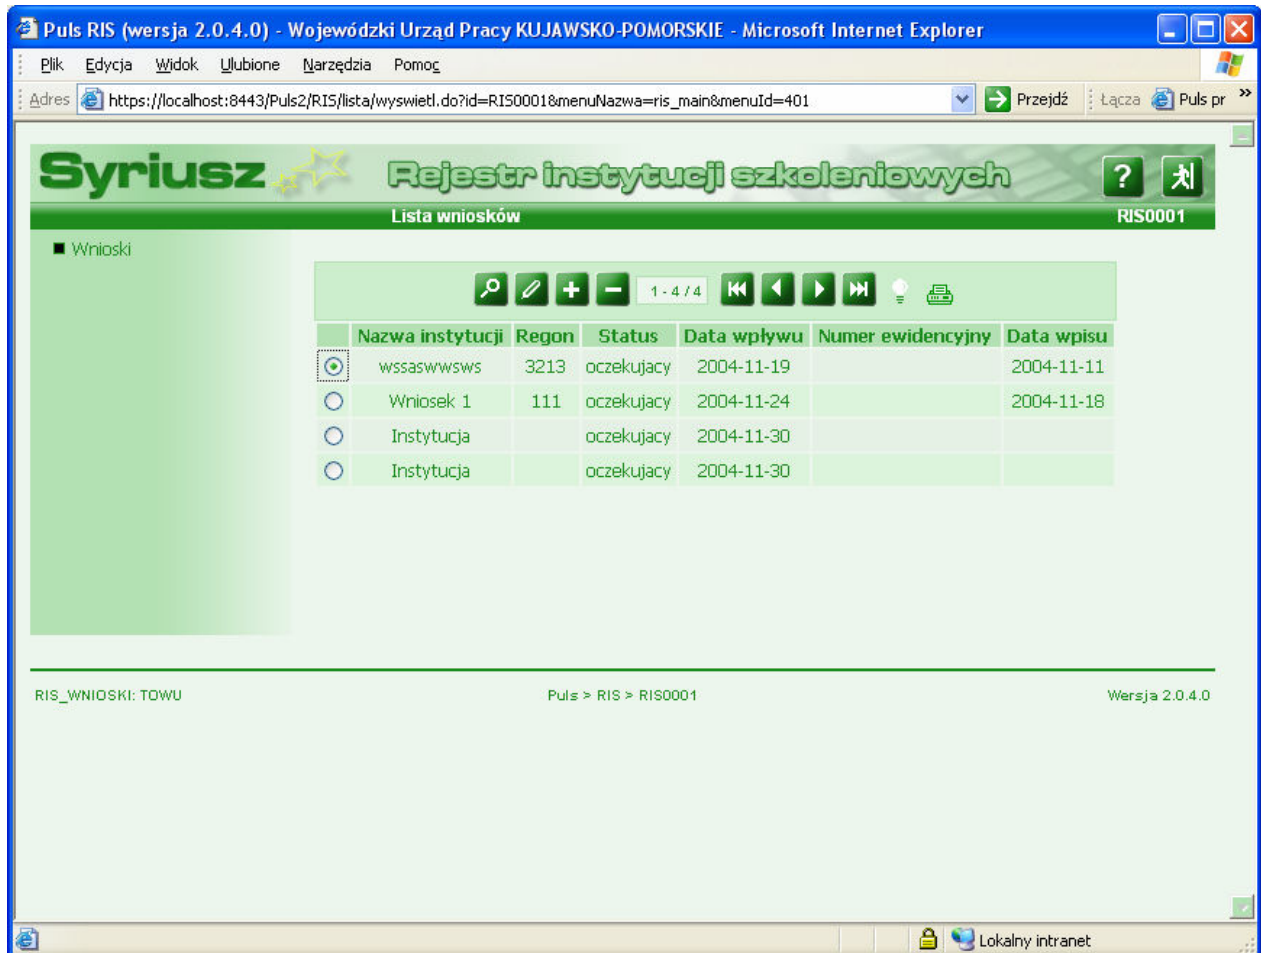 Puls RIS (wersja 2.0.4.0) - Wojewódzki Urząd Pracy KUJAWSKO-POMORSKIE - Microsoft Internet Explorer
Plik Edycja Widok Ulubione Narzędzia Pomoc
Adres https://localhost:8443/Puls2/RIS/lista/wyswietl.do?id=RIS0001&menuNazwa=ris_main&menuId=401 Przejdź Łącza Puls pr »
Syriusz Rejestr instytucji szkoleniowych ?
Lista wniosków RIS0001
Wnioski
1 - 4 / 4
Nazwa instytucji Regon Status Data wpływu Numer ewidencyjny Data wpisu
wssaswwsws 3213 oczekujacy 2004-11-19 2004-11-11
Wniosek 1 111 oczekujacy 2004-11-24 2004-11-18
Instytucja oczekujacy 2004-11-30
Instytucja oczekujacy 2004-11-30
RIS_WNIOSKI: TOWU Puls > RIS > RIS0001 Wersja 2.0.4.0
Lokalny intranet